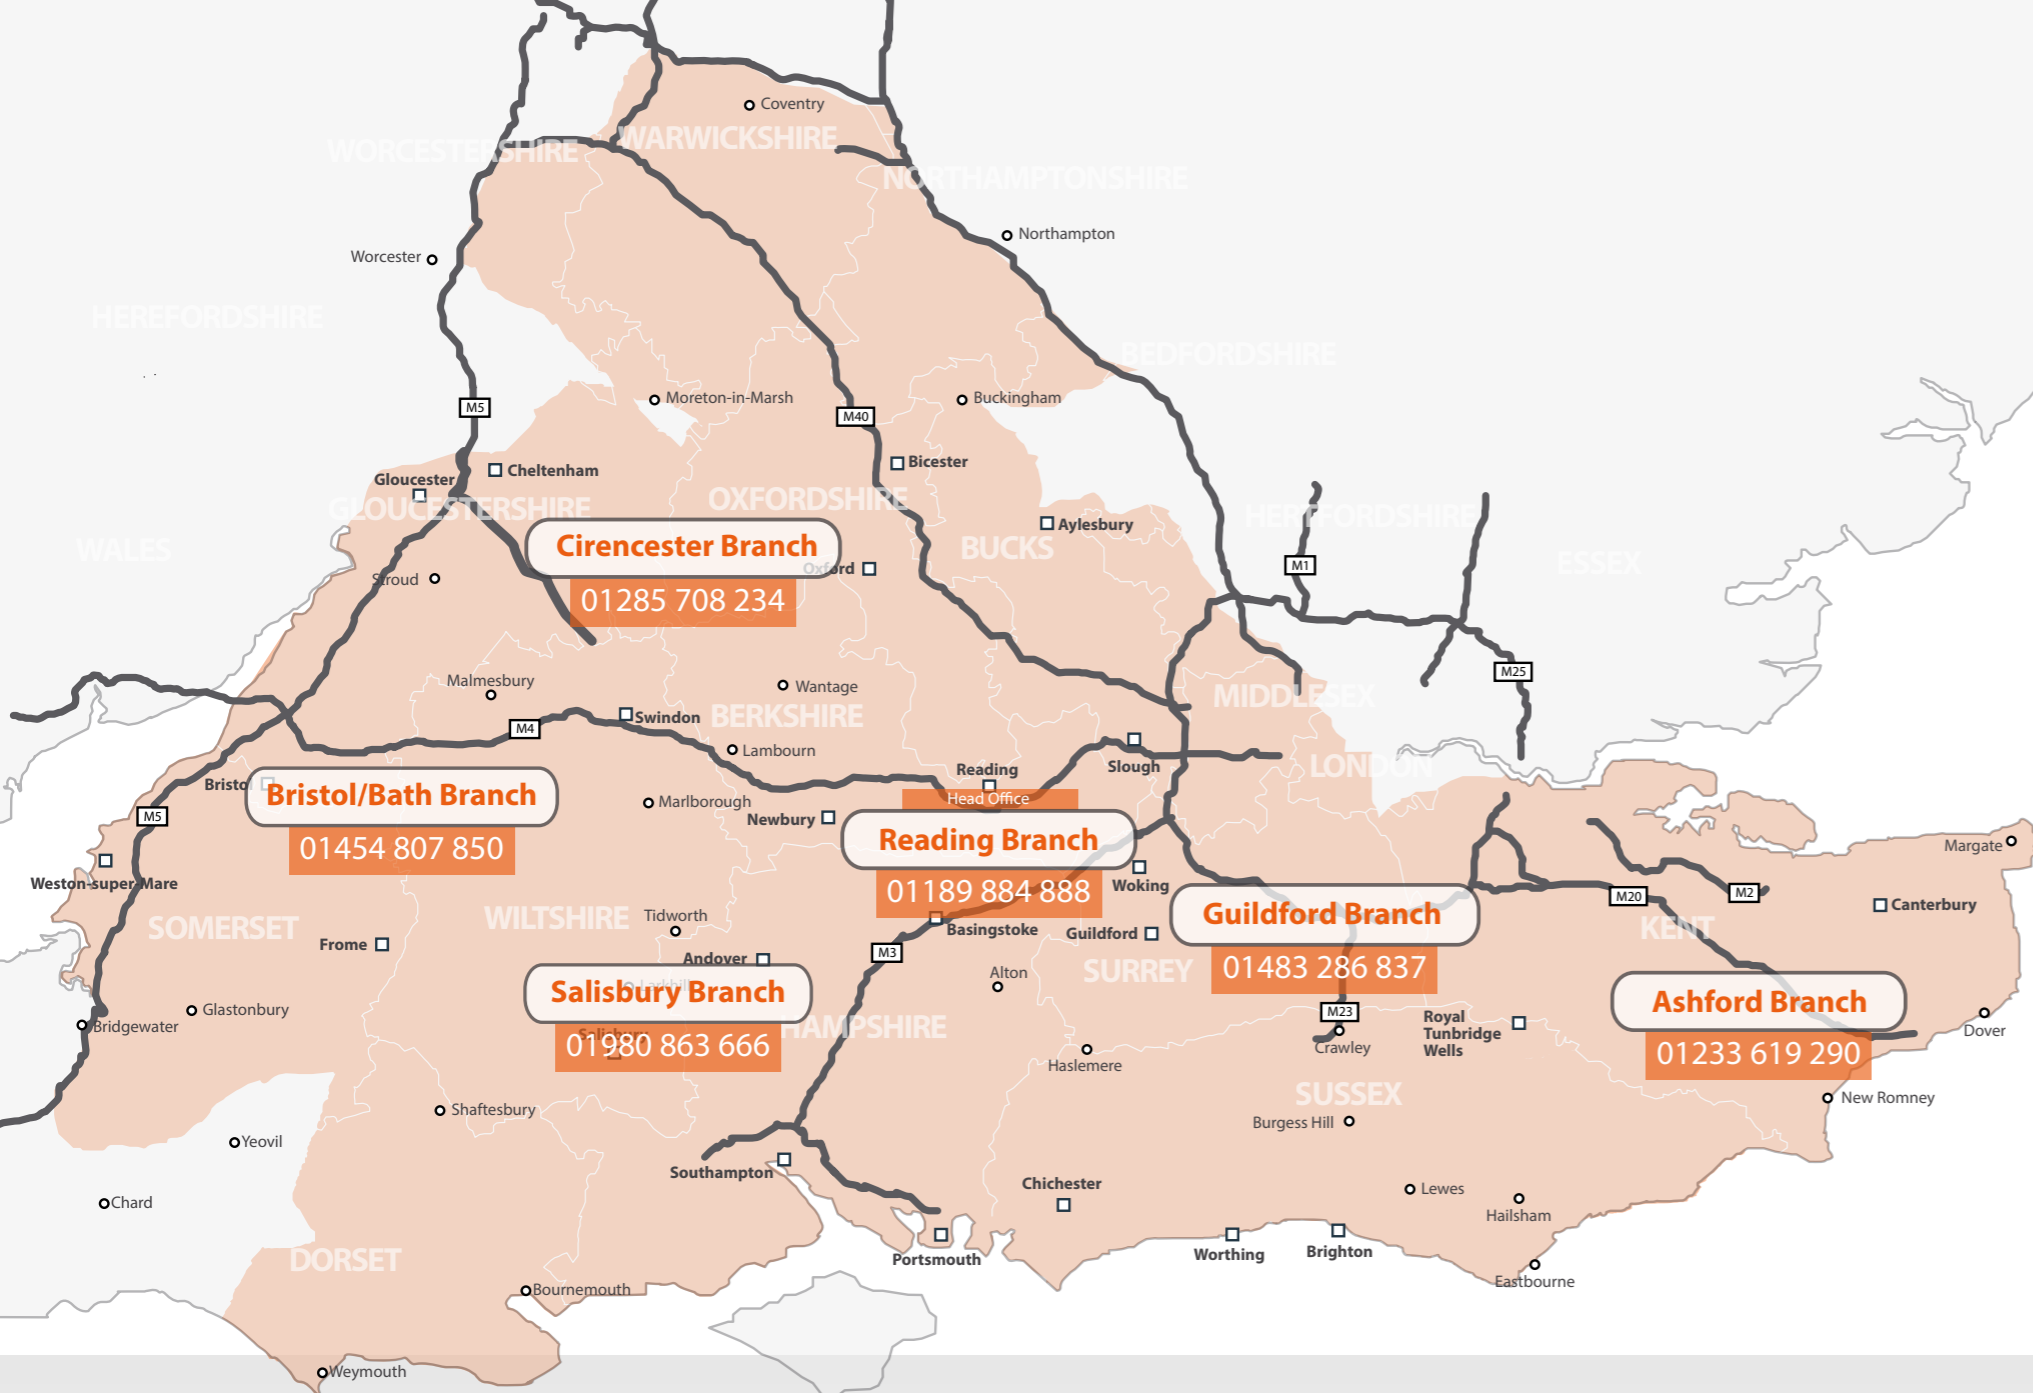 Coventry
WARWICKSHIRE
WORCESTERSHIRE
NORTHAMPTONSHIRE
Northampton
Worcester
HEREFORDSHIRE
BEDFORDSHIRE
Moreton-in-Marsh
Buckingham
M5
M40
Bicester
Cheltenham
Gloucester
GLOUCESTERSHIRE
OXFORDSHIRE
Aylesbury
HERTFORDSHIRE
WALES
Cirencester Branch
BUCKS
ESSEX
M1
Oxford
Stroud
01285 708 234
M25
Malmesbury
Wantage
MIDDLESEX
Swindon
BERKSHIRE
M4
Lambourn
Reading
Slough
LONDON
Bristol
Bristol/Bath Branch
Head Office
Marlborough
M5
Newbury
Reading Branch
Margate
01454 807 850
Weston-super-Mare
Woking
01189 884 888
M20
M2
Canterbury
SOMERSET
WILTSHIRE
Tidworth
Guildford Branch
Basingstoke
Guildford
KENT
Frome
M3
Andover
SURREY
01483 286 837
Alton
Larkhill
Salisbury Branch
Ashford Branch
Glastonbury
M23
Royal
Tunbridge
Wells
Bridgewater
HAMPSHIRE
Dover
Salisbury
01980 863 666
Crawley
01233 619 290
Haslemere
SUSSEX
New Romney
Shaftesbury
Burgess Hill
Yeovil
Southampton
Chichester
Lewes
Chard
Hailsham
DORSET
Portsmouth
Worthing
Brighton
Eastbourne
Bournemouth
Weymouth